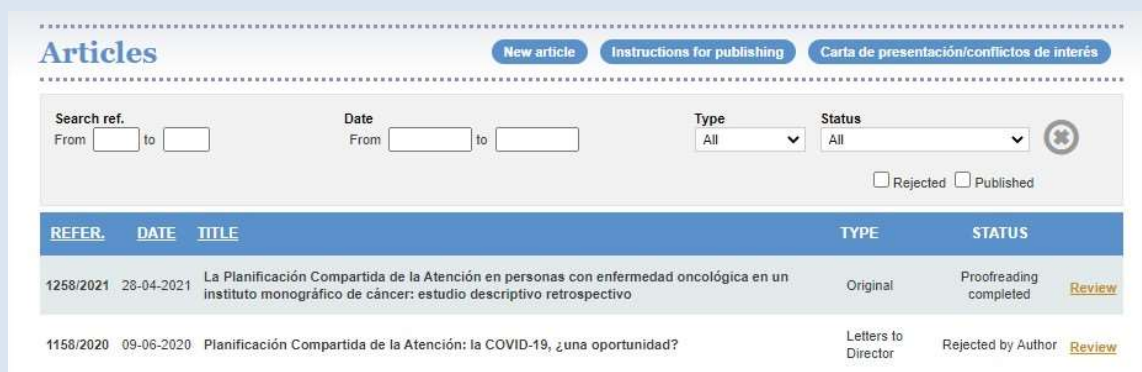 Articles
New article
Instructions for publishing
Carta de presentación/conflictos de interés
Search ref.
From to
Date
From to
Type
All
Status
All
Rejected Published
REFER. DATE TITLE TYPE STATUS
1258/2021 28-04-2021 La Planificación Compartida de la Atención en personas con enfermedad oncológica en un
instituto monográfico de cáncer: estudio descriptivo retrospectivo
Original
Proofreading
completed
Review
1158/2020 09-06-2020 Planificación Compartida de la Atención: la COVID-19, ¿una oportunidad?
Letters to
Director
Rejected by Author
Review